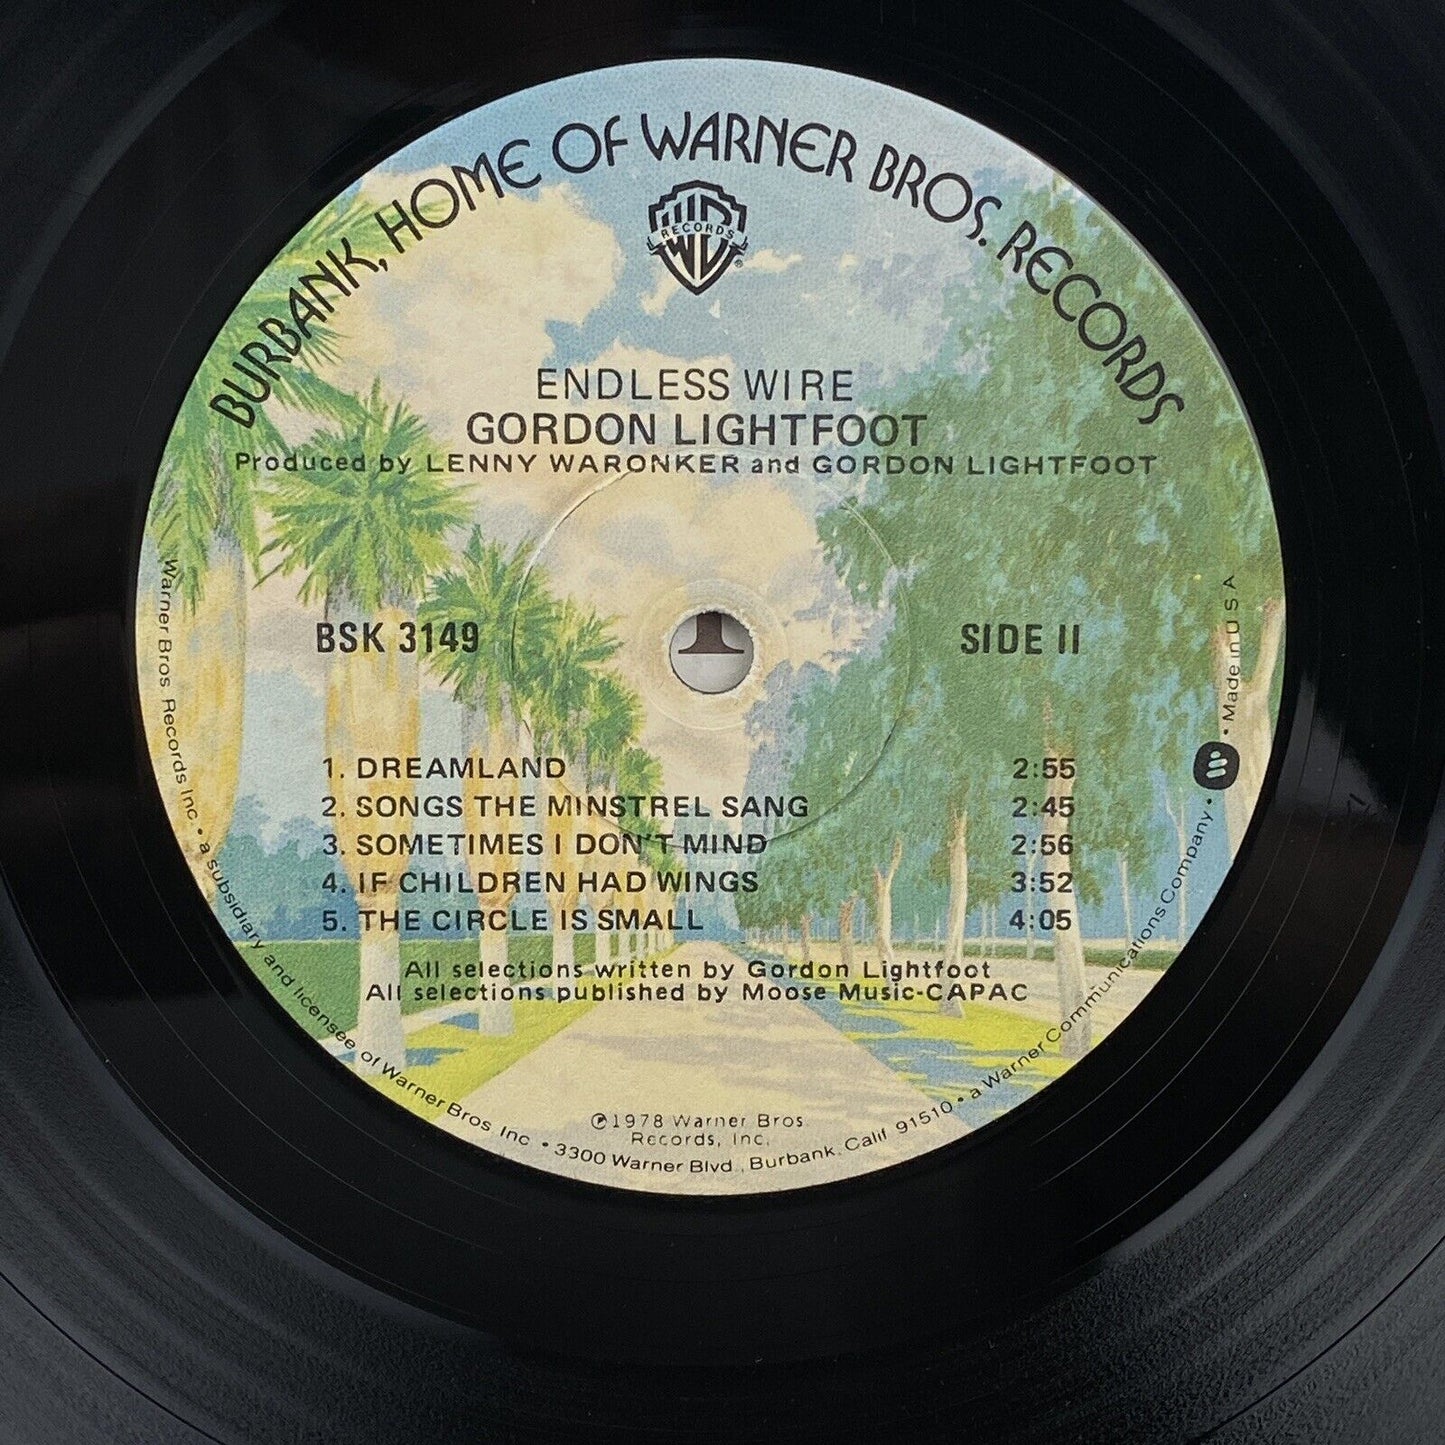 BURBANK, HOME OF WARNER BROS. RECORDS
WB
RECORDS
®
ENDLESS WIRE
GORDON LIGHTFOOT
Produced by LENNY WARONKER and GORDON LIGHTFOOT
BSK 3149
SIDE II
1. DREAMLAND 2:55
2. SONGS THE MINSTREL SANG 2:45
3. SOMETIMES I DON'T MIND 2:56
4. IF CHILDREN HAD WINGS 3:52
5. THE CIRCLE IS SMALL 4:05
All selections written by Gordon Lightfoot
All selections published by Moose Music-CAPAC
℗1978 Warner Bros.
Records, Inc.
Warner Bros Records Inc. • a subsidiary and licensee of Warner Bros Inc • 3300 Warner Blvd., Burbank, Calif 91510 • a Warner Communications Company • Made in U S A